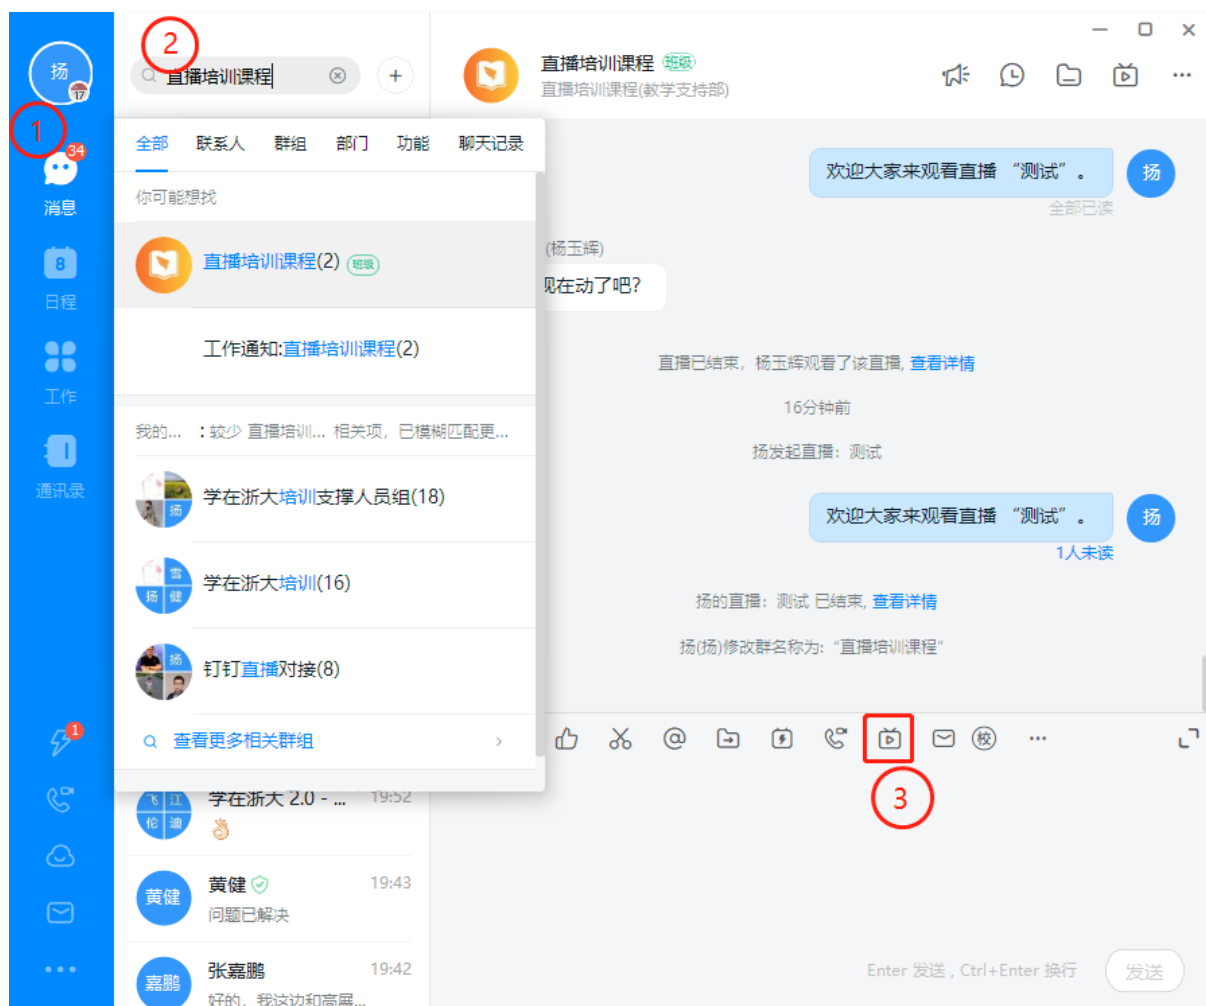 扬
17
1
34
消息
8
日程
工作
通讯录
1
2
直播培训课程
全部 联系人 群组 部门 功能 聊天记录
你可能想找
直播培训课程(2) 班级
工作通知:直播培训课程(2)
我的... : 较少 直播培训... 相关项，已模糊匹配更...
扬
学在浙大培训支撑人员组(18)
雪
扬 健
学在浙大培训(16)
扬
钉钉直播对接(8)
查看更多相关群组
飞 江
伦 迪
学在浙大 2.0 - ... 19:52
黄健
黄健 19:43
问题已解决
嘉鹏
张嘉鹏 19:42
好的，我这边和高展...
直播培训课程 班级
直播培训课程(教学支持部)
欢迎大家来观看直播 “测试” 。
扬
全部已读
(杨玉辉)
现在动了吧?
直播已结束，杨玉辉观看了该直播, 查看详情
16分钟前
扬发起直播：测试
欢迎大家来观看直播 “测试” 。
扬
1人未读
扬的直播：测试 已结束, 查看详情
扬(扬)修改群名称为: “直播培训课程”
校
3
Enter 发送 , Ctrl+Enter 换行
发送